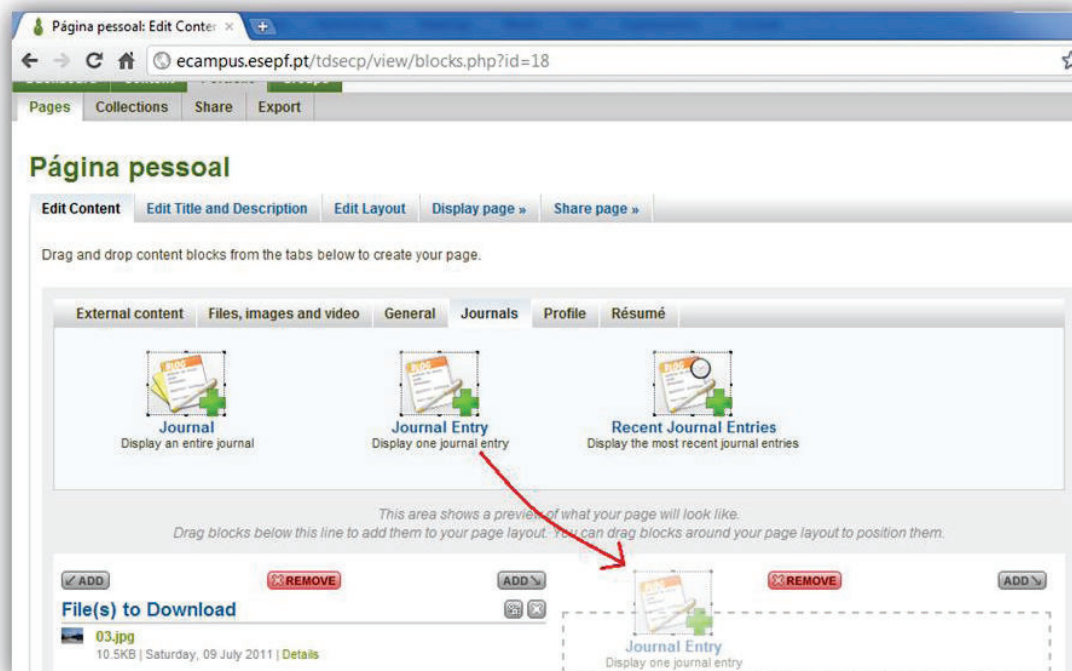 Página pessoal: Edit Conter
ecampus.esepf.pt/tdsecp/view/blocks.php?id=18
Pages Collections Share Export
Página pessoal
Edit Content Edit Title and Description Edit Layout Display page » Share page »
Drag and drop content blocks from the tabs below to create your page.
External content Files, images and video General Journals Profile Résumé
BLOG BLOG BLOG
Journal Journal Entry Recent Journal Entries
Display an entire journal Display one journal entry Display the most recent journal entries
This area shows a preview of what your page will look like.
Drag blocks below this line to add them to your page layout. You can drag blocks around your page layout to position them.
ADD REMOVE ADD REMOVE ADD
File(s) to Download
03.jpg
10.5KB | Saturday, 09 July 2011 | Details
Journal Entry
Display one journal entry